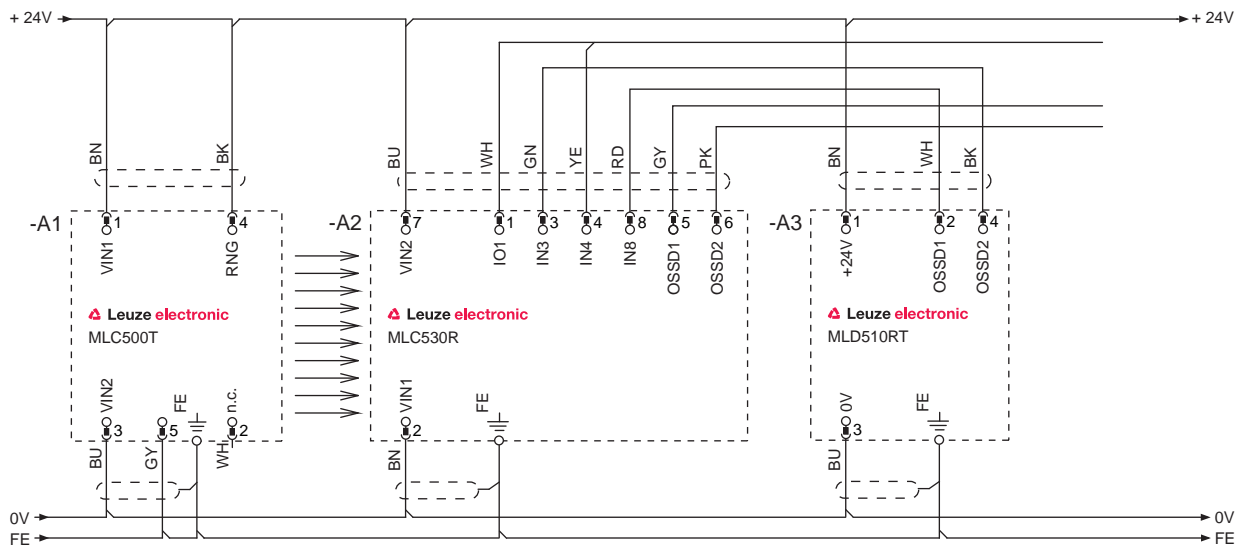 + 24V
+ 24V
BN
BK
BU
WH
GN
YE
RD
GY
PK
BN
WH
BK
-A1
1
4
-A2
7
1
3
4
8
5
6
-A3
1
2
4
VIN1
RNG
VIN2
IO1
IN3
IN4
IN8
OSSD1
OSSD2
+24V
OSSD1
OSSD2
Leuze electronic
MLC500T
Leuze electronic
MLC530R
Leuze electronic
MLD510RT
VIN2
FE
n.c.
VIN1
FE
0V
FE
3
5
2
2
3
BU
GY
WH
BN
BU
0V
0V
FE
FE